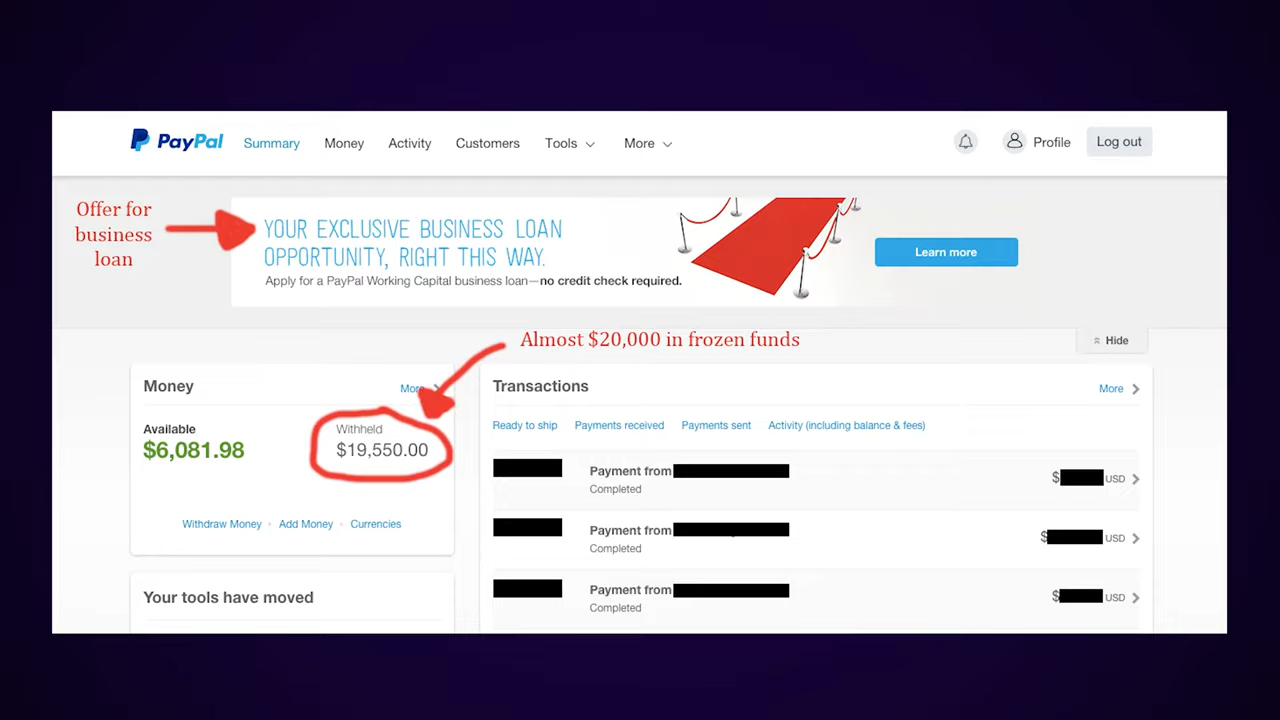 PayPal Summary Money Activity Customers Tools More Profile Log out
Offer for
business
loan
YOUR EXCLUSIVE BUSINESS LOAN
OPPORTUNITY, RIGHT THIS WAY.
Apply for a PayPal Working Capital business loan—no credit check required.
Learn more
Almost $20,000 in frozen funds
Hide
Money More
Available
$6,081.98
Withheld
$19,550.00
Withdraw Money Add Money Currencies
Your tools have moved
Transactions More
Ready to ship Payments received Payments sent Activity (including balance & fees)
Payment from $ USD
Completed
Payment from $ USD
Completed
Payment from $ USD
Completed